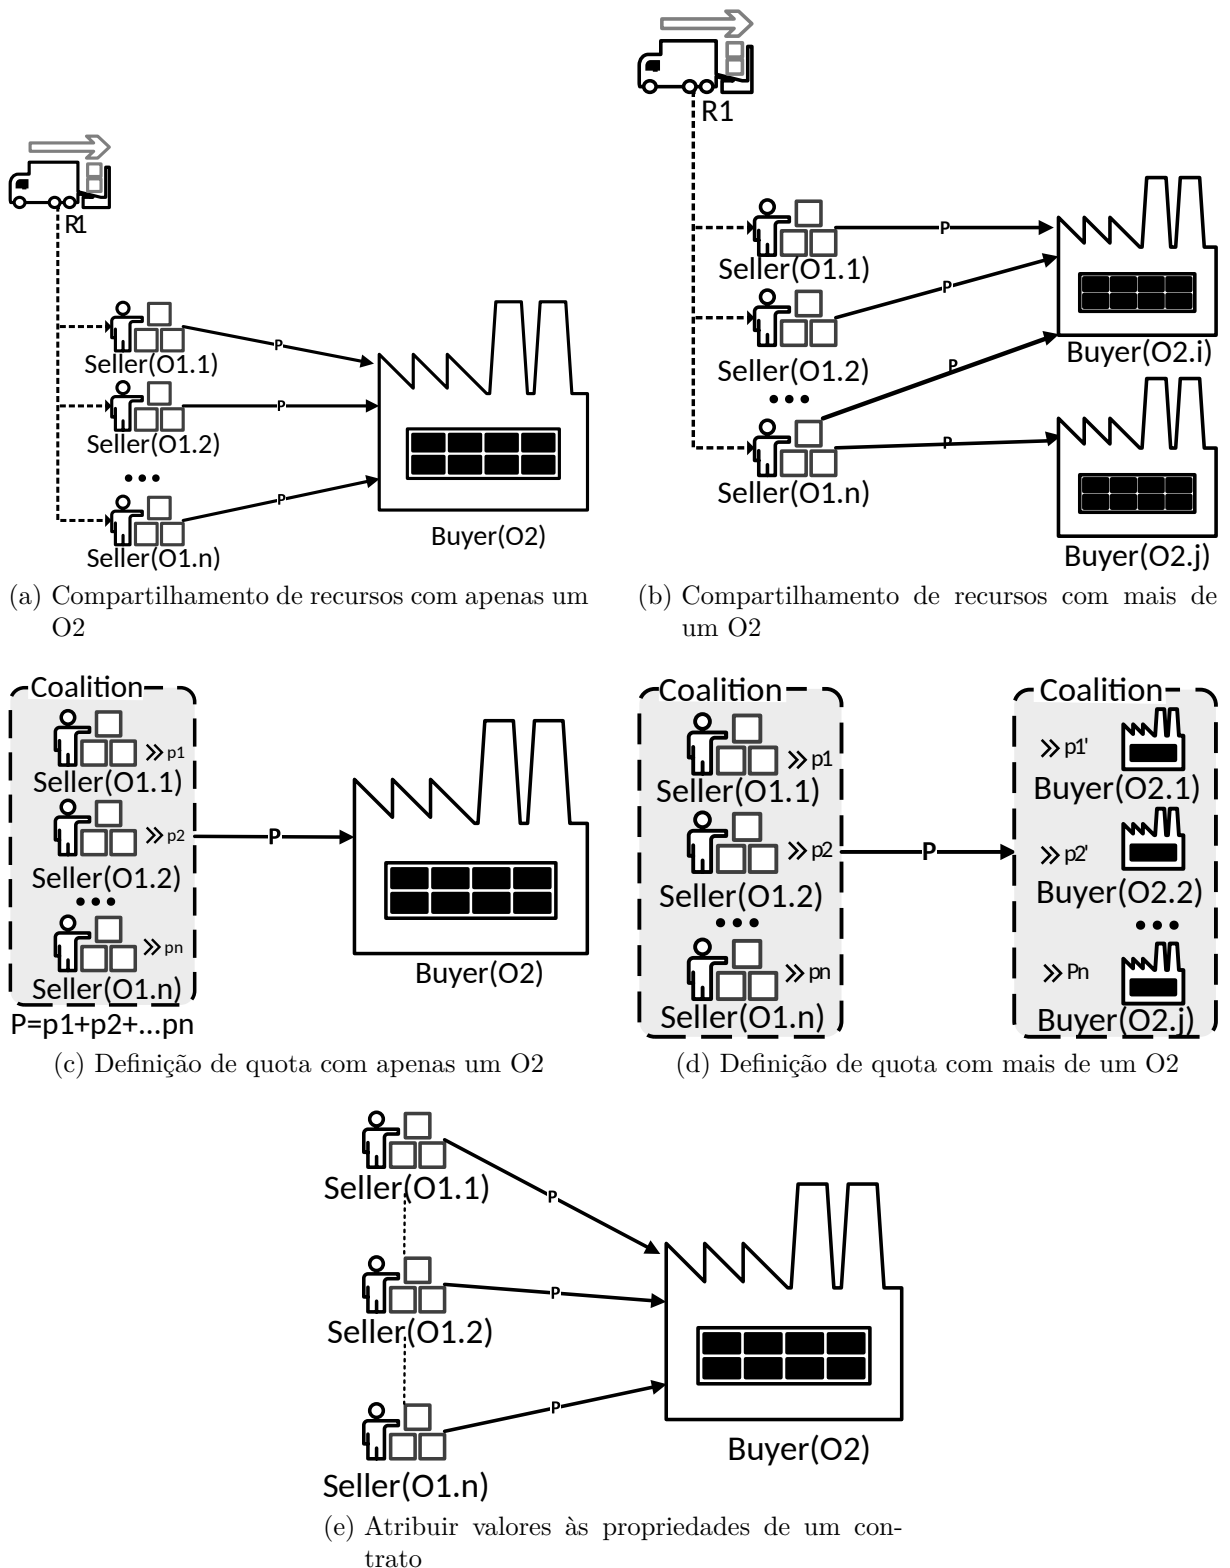 R1
Seller(O1.1)
P
Seller(O1.2)
P
•••
Seller(O1.n)
P
Buyer(O2)
(a) Compartilhamento de recursos com apenas um
O2
R1
Seller(O1.1)
P
Seller(O1.2)
P
•••
Seller(O1.n)
P
P
Buyer(O2.i)
Buyer(O2.j)
(b) Compartilhamento de recursos com mais de
um O2
Coalition
p1
Seller(O1.1)
p2
Seller(O1.2)
•••
pn
Seller(O1.n)
P=p1+p2+...pn
P
Buyer(O2)
(c) Definição de quota com apenas um O2
Coalition
p1
Seller(O1.1)
p2
Seller(O1.2)
•••
pn
Seller(O1.n)
P
Coalition
p1'
Buyer(O2.1)
p2'
Buyer(O2.2)
•••
Pn
Buyer(O2.j)
(d) Definição de quota com mais de um O2
Seller(O1.1)
P
Seller(O1.2)
P
Seller(O1.n)
P
Buyer(O2)
(e) Atribuir valores às propriedades de um con-
trato